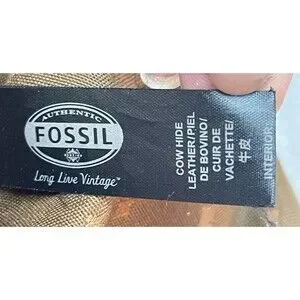 AUTHENTIC
FOSSIL
Long Live Vintage™
COW HIDE
LEATHER/PIEL
DE BOVINO/
CUIR DE
VACHETTE/
牛皮
INTERIOR